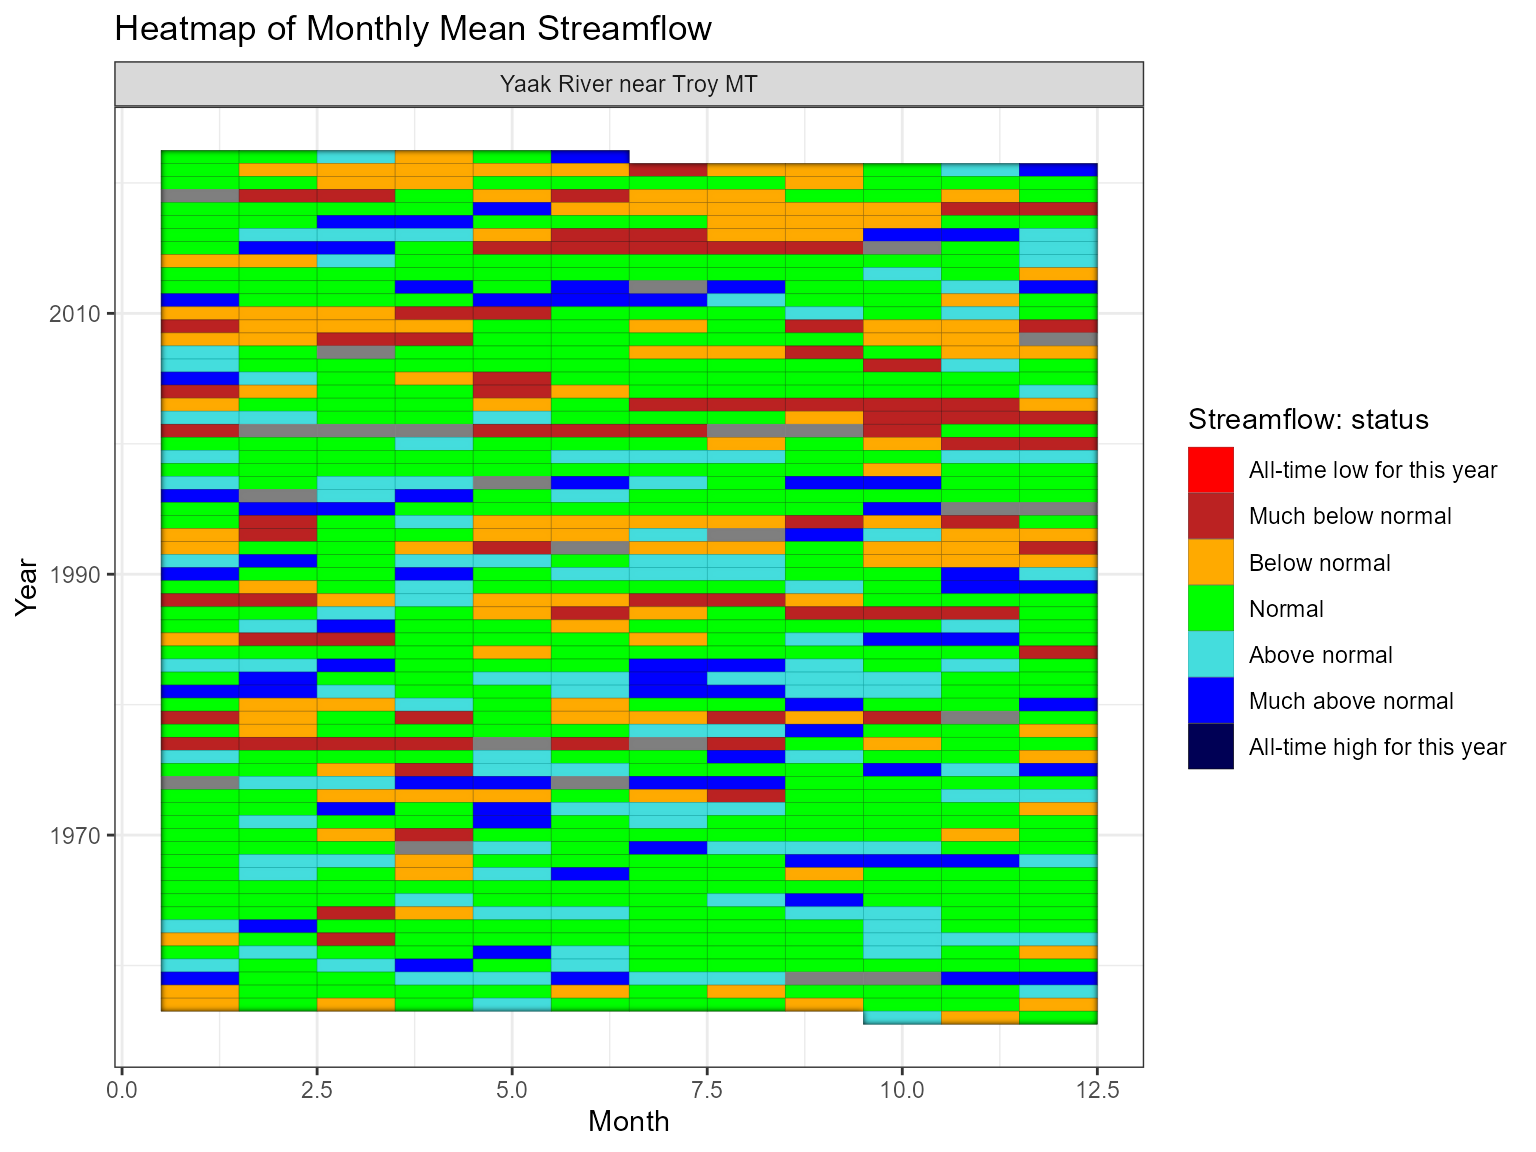 Heatmap of Monthly Mean Streamflow
Yaak River near Troy MT
Year
2010
1990
1970
0.0
2.5
5.0
7.5
10.0
12.5
Month
Streamflow: status
All-time low for this year
Much below normal
Below normal
Normal
Above normal
Much above normal
All-time high for this year